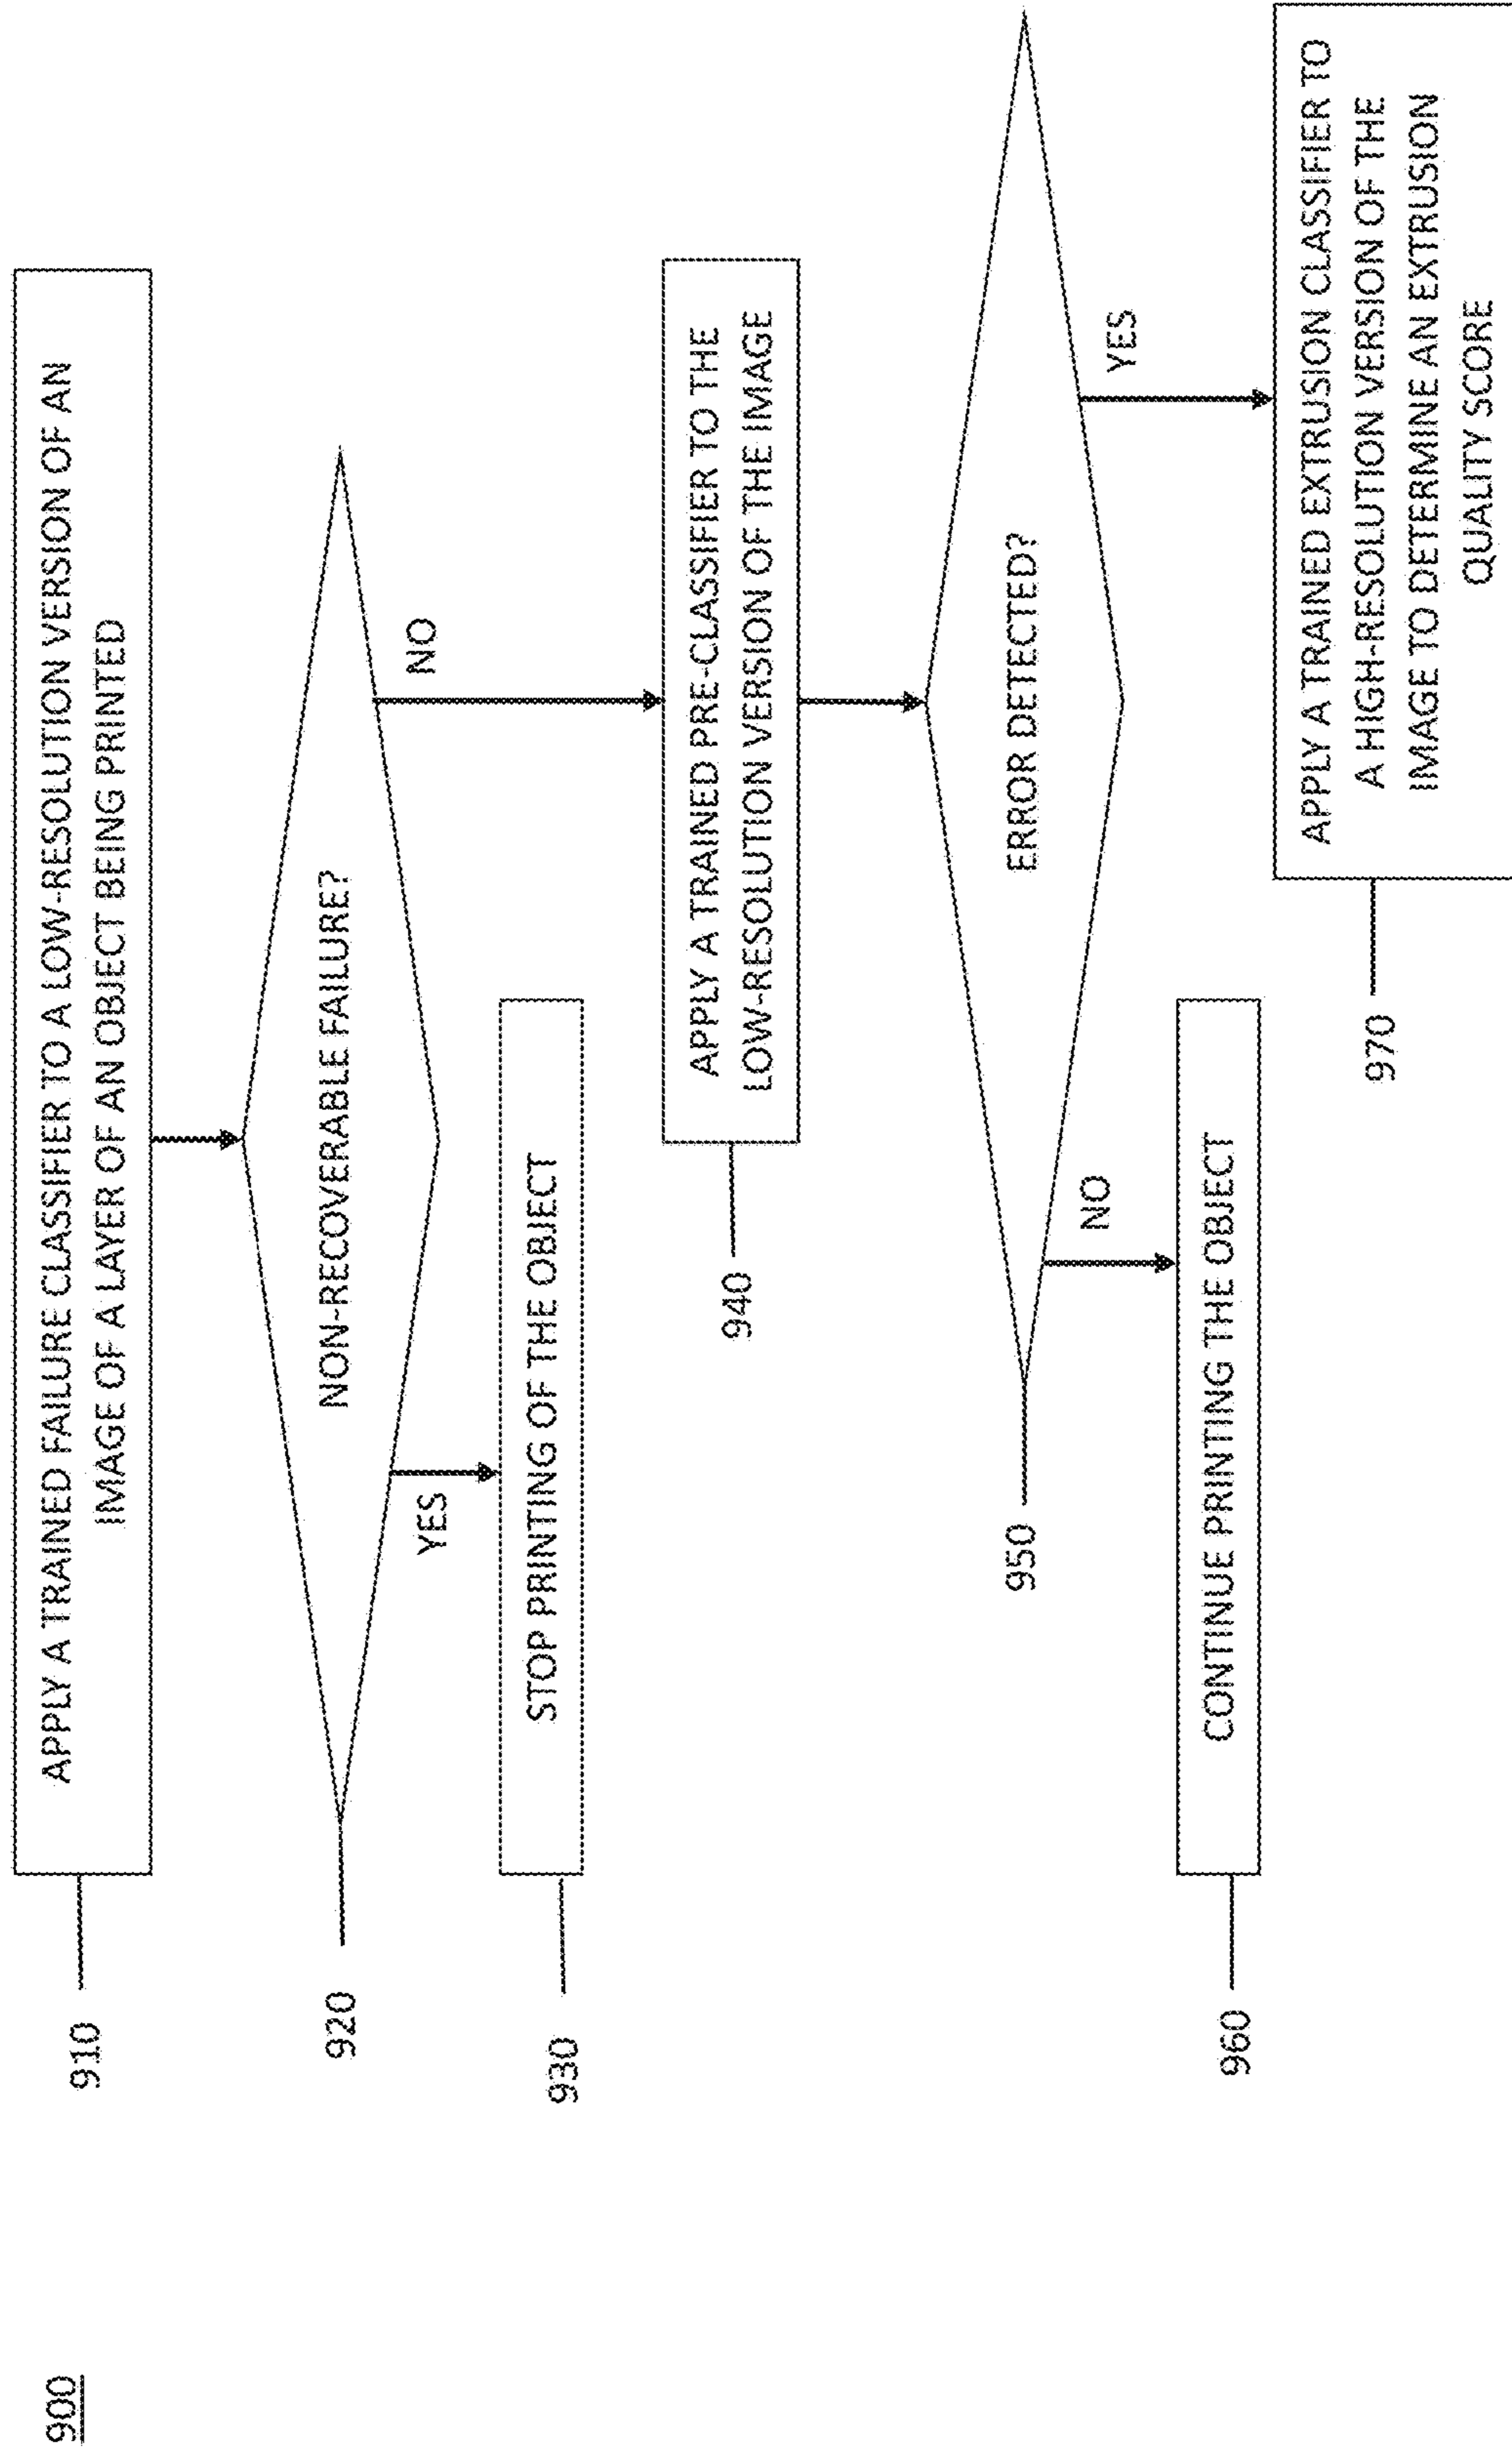 900
910
APPLY A TRAINED FAILURE CLASSIFIER TO A LOW-RESOLUTION VERSION OF AN
IMAGE OF A LAYER OF AN OBJECT BEING PRINTED
920
NON-RECOVERABLE FAILURE?
YES
NO
930
STOP PRINTING OF THE OBJECT
940
APPLY A TRAINED PRE-CLASSIFIER TO THE
LOW-RESOLUTION VERSION OF THE IMAGE
950
ERROR DETECTED?
NO
YES
960
CONTINUE PRINTING THE OBJECT
970
APPLY A TRAINED EXTRUSION CLASSIFIER TO
A HIGH-RESOLUTION VERSION OF THE
IMAGE TO DETERMINE AN EXTRUSION
QUALITY SCORE